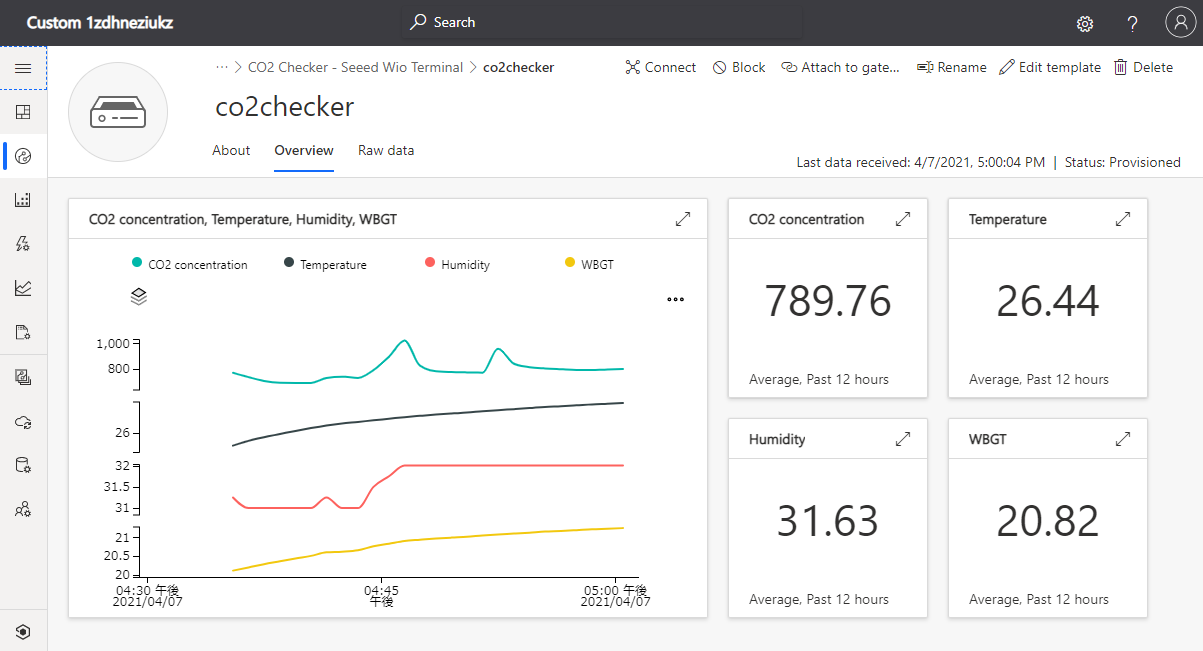 Custom 1zdhneziukz
Search
··· > CO2 Checker - Seeed Wio Terminal > co2checker
Connect
Block
Attach to gate...
Rename
Edit template
Delete
co2checker
About
Overview
Raw data
Last data received: 4/7/2021, 5:00:04 PM | Status: Provisioned
CO2 concentration, Temperature, Humidity, WBGT
CO2 concentration
Temperature
Humidity
WBGT
1,000
800
26
32
31.5
31
21
20.5
20
04:30 午後
2021/04/07
04:45
午後
05:00 午後
2021/04/07
CO2 concentration
789.76
Average, Past 12 hours
Temperature
26.44
Average, Past 12 hours
Humidity
31.63
Average, Past 12 hours
WBGT
20.82
Average, Past 12 hours